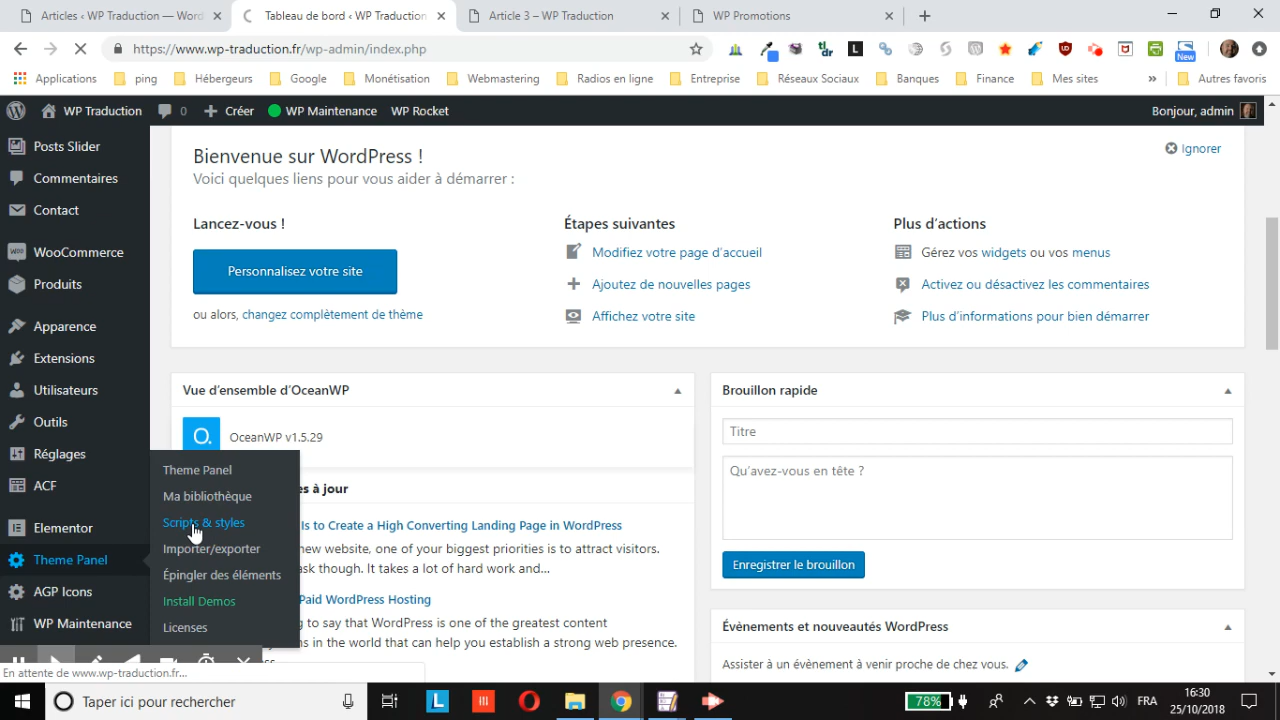 Articles ‹ WP Traduction — Word
Tableau de bord ‹ WP Traduction
Article 3 – WP Traduction
WP Promotions
https://www.wp-traduction.fr/wp-admin/index.php
New
Applications
ping
Hébergeurs
Google
Monétisation
Webmastering
Radios en ligne
Entreprise
Réseaux Sociaux
Banques
Finance
Mes sites
»
Autres favoris
WP Traduction
0
Créer
WP Maintenance
WP Rocket
Bonjour, admin
Posts Slider
Commentaires
Contact
WooCommerce
Produits
Apparence
Extensions
Utilisateurs
Outils
Réglages
ACF
Elementor
Theme Panel
AGP Icons
WP Maintenance
Theme Panel
Ma bibliothèque
Scripts & styles
Importer/exporter
Épingler des éléments
Install Demos
Licenses
Bienvenue sur WordPress !
Ignorer
Voici quelques liens pour vous aider à démarrer :
Lancez-vous !
Personnalisez votre site
ou alors, changez complètement de thème
Étapes suivantes
Modifiez votre page d’accueil
Ajoutez de nouvelles pages
Affichez votre site
Plus d’actions
Gérez vos widgets ou vos menus
Activez ou désactivez les commentaires
Plus d’informations pour bien démarrer
Vue d’ensemble d’OceanWP
O.
OceanWP v1.5.29
es à jour
ls to Create a High Converting Landing Page in WordPress
new website, one of your biggest priorities is to attract visitors.
ask though. It takes a lot of hard work and...
Paid WordPress Hosting
ng to say that WordPress is one of the greatest content
ns in the world that can help you establish a strong web presence.
Brouillon rapide
Titre
Qu’avez-vous en tête ?
Enregistrer le brouillon
Évènements et nouveautés WordPress
Assister à un évènement à venir proche de chez vous.
En attente de www.wp-traduction.fr...
Taper ici pour rechercher
78%
FRA
16:30
25/10/2018